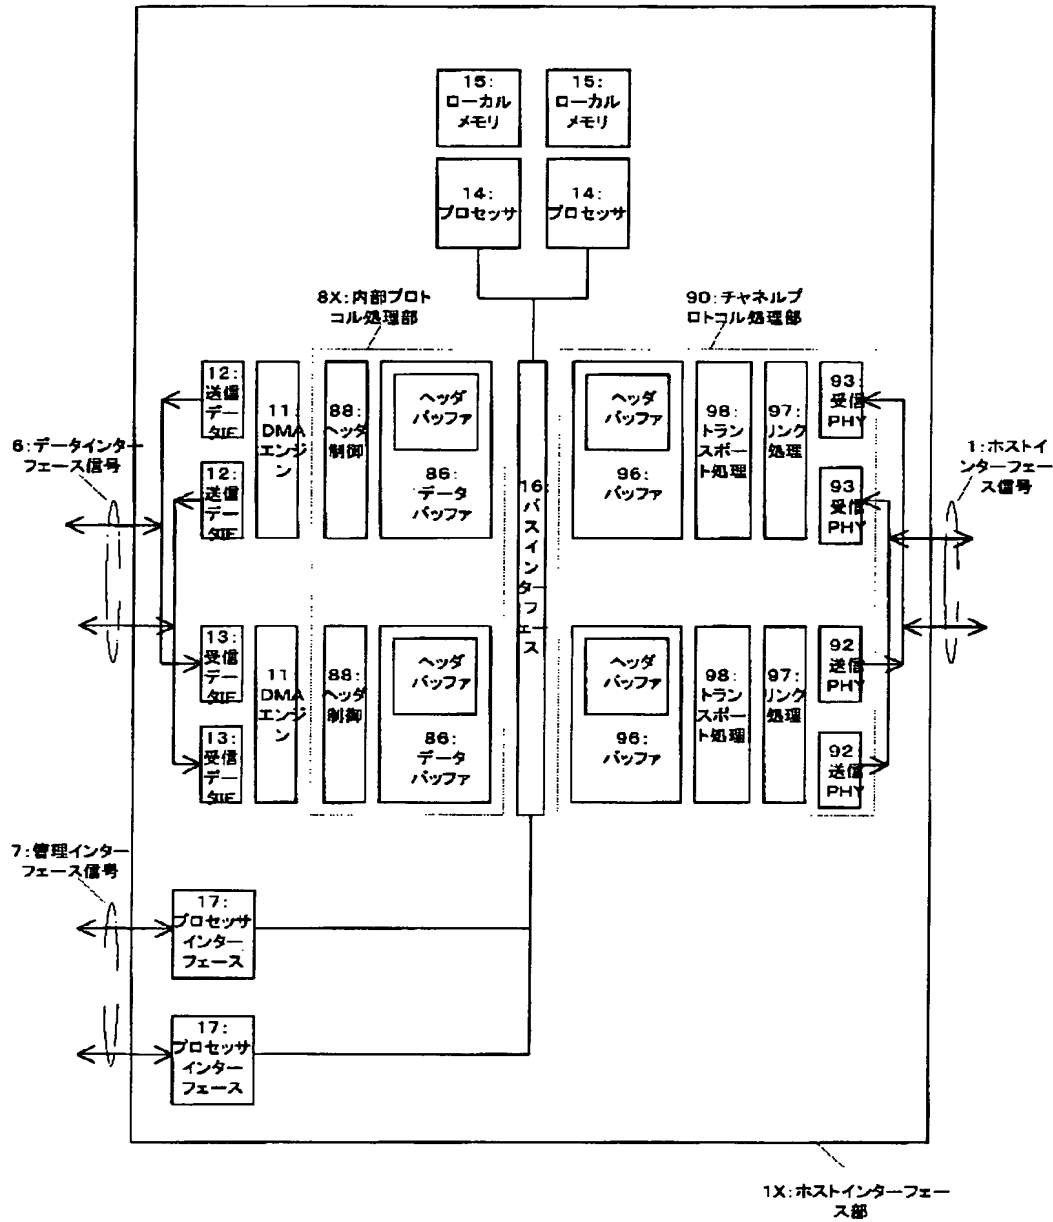 15:
ローカル
メモリ
15:
ローカル
メモリ
14:
プロセッサ
14:
プロセッサ
8X:内部プロト
コル処理部
90:チャネルプ
ロトコル処理部
12:
送信
デー
タIF
11:
DMA
エンジ
ン
88:
ヘッダ
制御
ヘッダ
バッファ
86:
データ
バッファ
16:
バ
ス
イ
ン
ター
フ
ェー
ス
ヘッダ
バッファ
96:
バッファ
98:
トラン
スポー
ト処理
97:
リンク
処理
93:
受信
PHY
6:データインター
フェース信号
12:
送信
デー
タIF
93
受信
PHY
1:ホストイ
ンターフェー
ス信号
13:
受信
デー
タIF
11
DMA
エンジ
ン
88:
ヘッダ
制御
ヘッダ
バッファ
86:
データ
バッファ
ヘッダ
バッファ
96:
バッファ
98:
トラン
スポー
ト処理
97:
リンク
処理
92
送信
PHY
13:
受信
デー
タIF
92
送信
PHY
7:管理インター
フェース信号
17:
プロセッサ
インター
フェース
17:
プロセッサ
インター
フェース
1X:ホストインターフェー
ス部